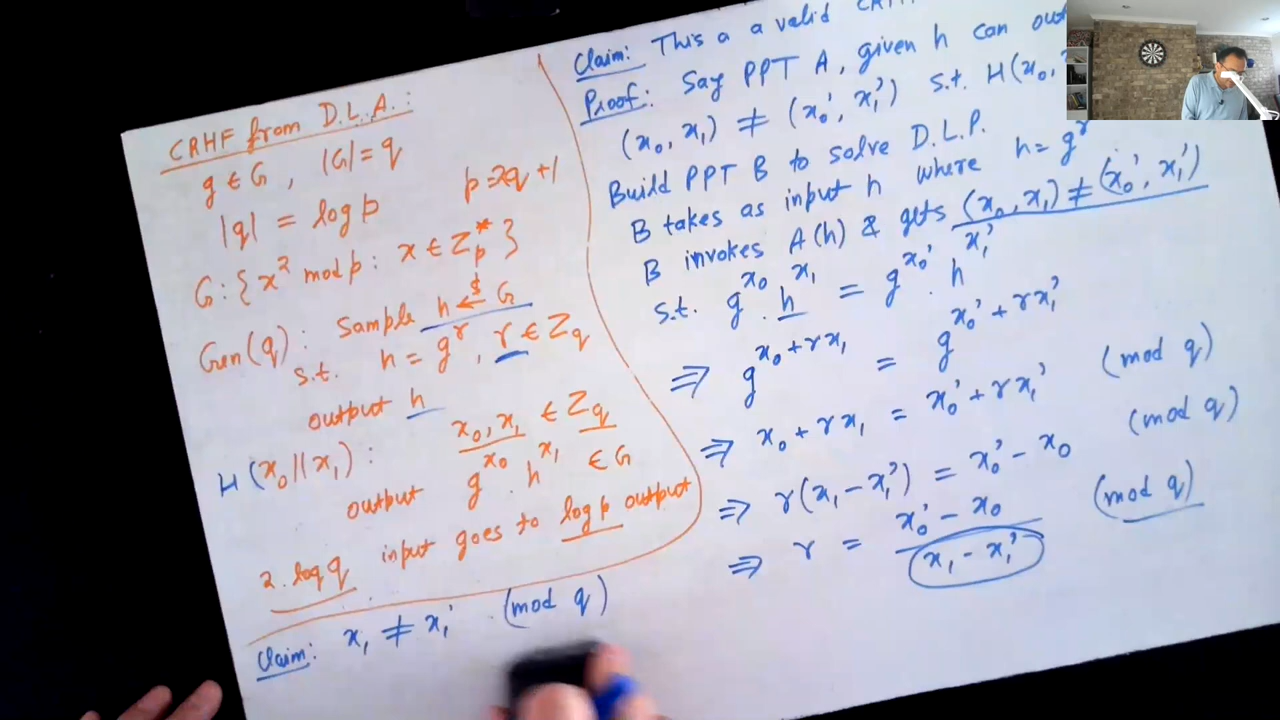 CRHF from D.L.A.:
g ∈ G, |G| = q
|q| = log p    p = 2q + 1
G: { x² mod p : x ∈ Z_p^* }
Gen(q): Sample h ←$ G
s.t. h = g^r, r ∈ Z_q
output h
H(x₀||x₁): x₀, x₁ ∈ Z_q
output g^x₀ . h^x₁ ∈ G
2. log q input goes to log p output
Claim: x₁ ≠ x₁' (mod q)
Claim: This a a valid
Proof: Say PPT A, given h can
(x₀, x₁) ≠ (x₀', x₁') s.t. H(x₀,
Build PPT B to solve D.L.P.
B takes as input h where h = g^r
B invokes A(h) & gets (x₀, x₁) ≠ (x₀', x₁')
s.t. g^x₀ . h^x₁ = g^x₀' . h^x₁'
⇒ g^(x₀ + r x₁) = g^(x₀' + r x₁')
⇒ x₀ + r x₁ = x₀' + r x₁' (mod q)
⇒ r(x₁ - x₁') = x₀' - x₀ (mod q)
⇒ r = (x₀' - x₀) / (x₁ - x₁') (mod q)